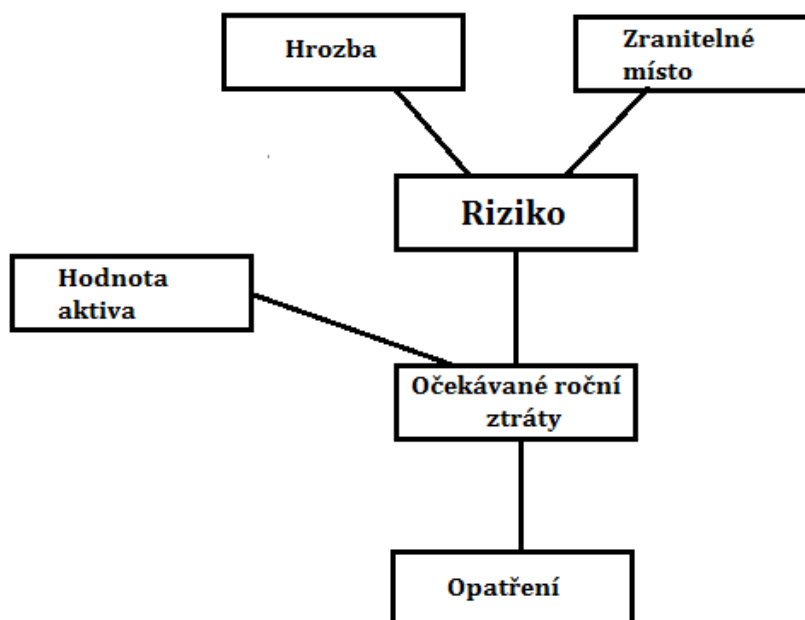 Hrozba
Zranitelné
místo
Riziko
Hodnota
aktiva
Očekávané roční
ztráty
Opatření